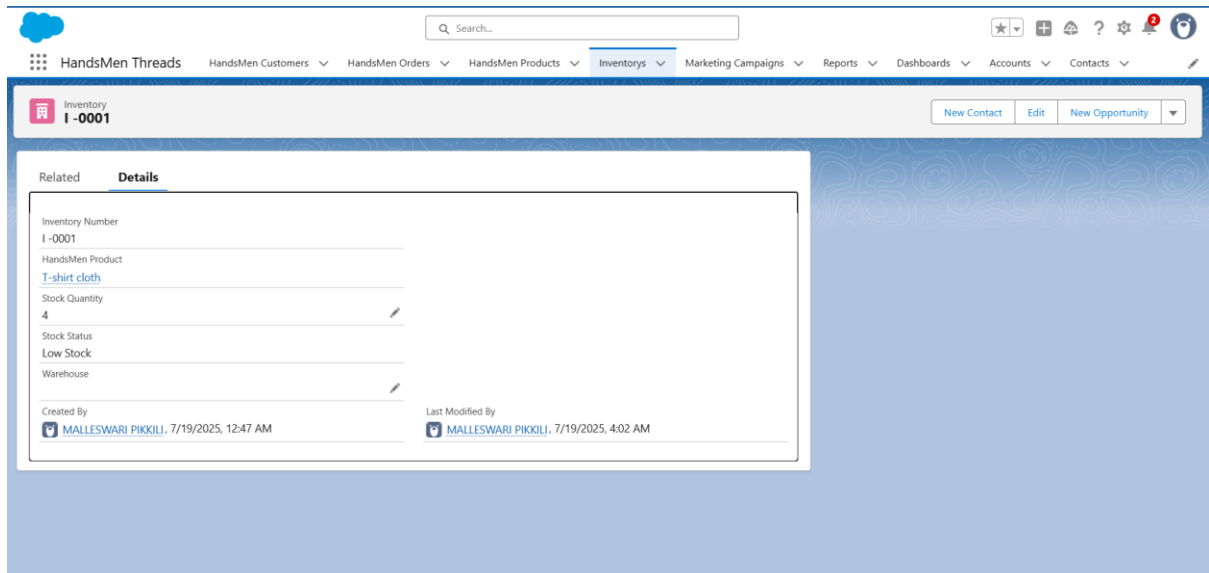 Search...
2
HandsMen Threads HandsMen Customers HandsMen Orders HandsMen Products Inventorys Marketing Campaigns Reports Dashboards Accounts Contacts
Inventory
I -0001
New Contact Edit New Opportunity
Related Details
Inventory Number
I -0001
HandsMen Product
T-shirt cloth
Stock Quantity
4
Stock Status
Low Stock
Warehouse
Created By Last Modified By
MALLESWARI PIKKILI, 7/19/2025, 12:47 AM MALLESWARI PIKKILI, 7/19/2025, 4:02 AM